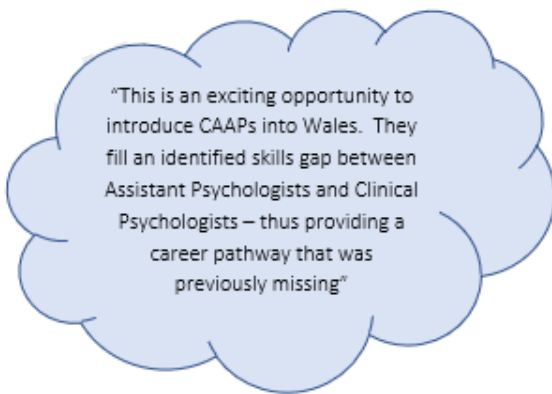 “This is an exciting opportunity to
introduce CAAPs into Wales.  They
fill an identified skills gap between
Assistant Psychologists and Clinical
Psychologists – thus providing a
career pathway that was
previously missing”